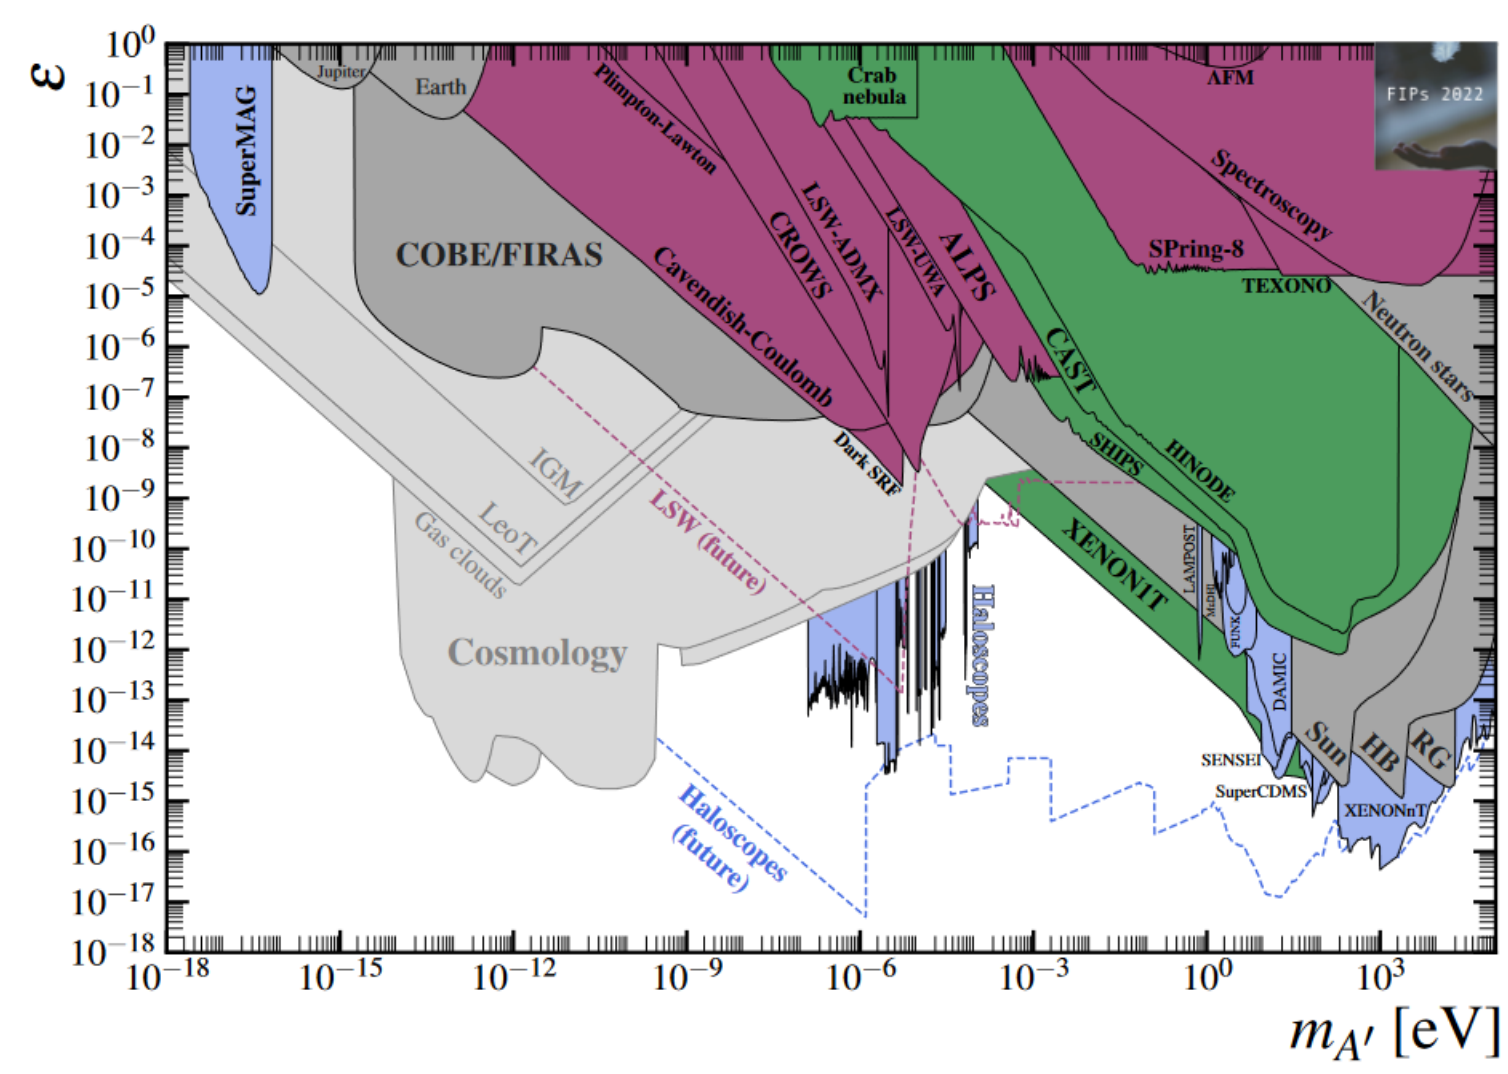 ε
10^0
10^−1
10^−2
10^−3
10^−4
10^−5
10^−6
10^−7
10^−8
10^−9
10^−10
10^−11
10^−12
10^−13
10^−14
10^−15
10^−16
10^−17
10^−18
SuperMAG
Jupiter
Earth
COBE/FIRAS
Plimpton-Lawton
Cavendish-Coulomb
CROWS
LSW-ADMX
LSW-UWA
ALPS
Crab
nebula
AFM
FIPs 2022
Spectroscopy
SPring-8
TEXONO
Neutron stars
CAST
SHIPS
HINODE
Dark SRF
IGM
LeoT
Gas clouds
LSW (future)
Cosmology
Haloscopes
XENON1T
LAMPOST
MuDHI
FUNK
DAMIC
SENSEI
SuperCDMS
Sun
HB
RG
XENONnT
Haloscopes
(future)
10^−18
10^−15
10^−12
10^−9
10^−6
10^−3
10^0
10^3
m_A′ [eV]